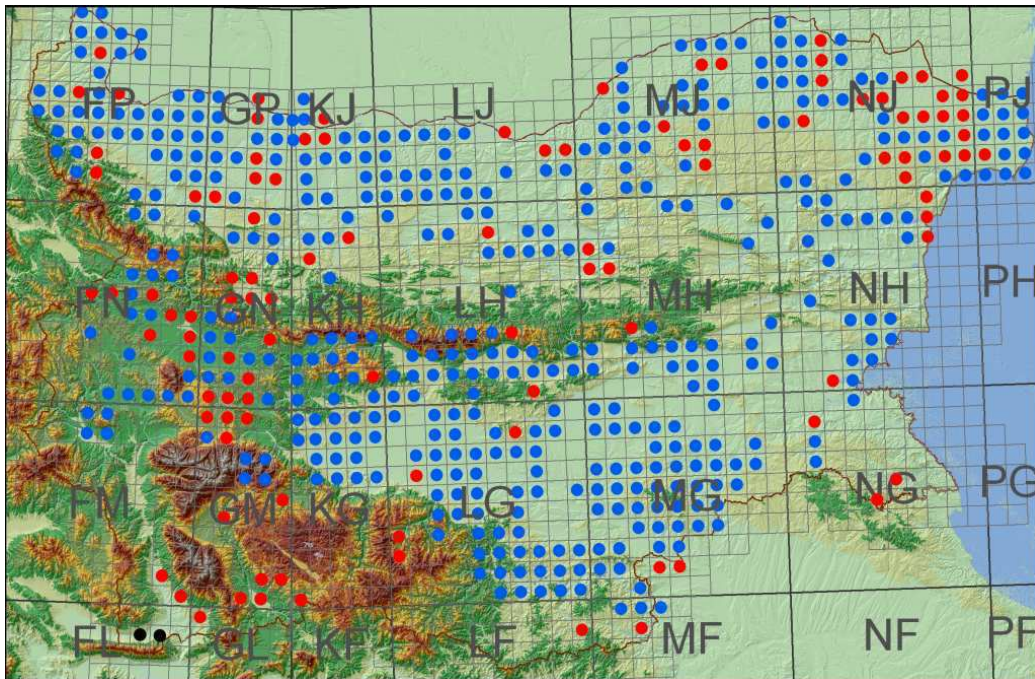 FP GP KJ LJ MJ NJ PJ
FN GN KH LH MH NH PH
FM GM KG LG MG NG PG
FL GL KF LF MF NF PF